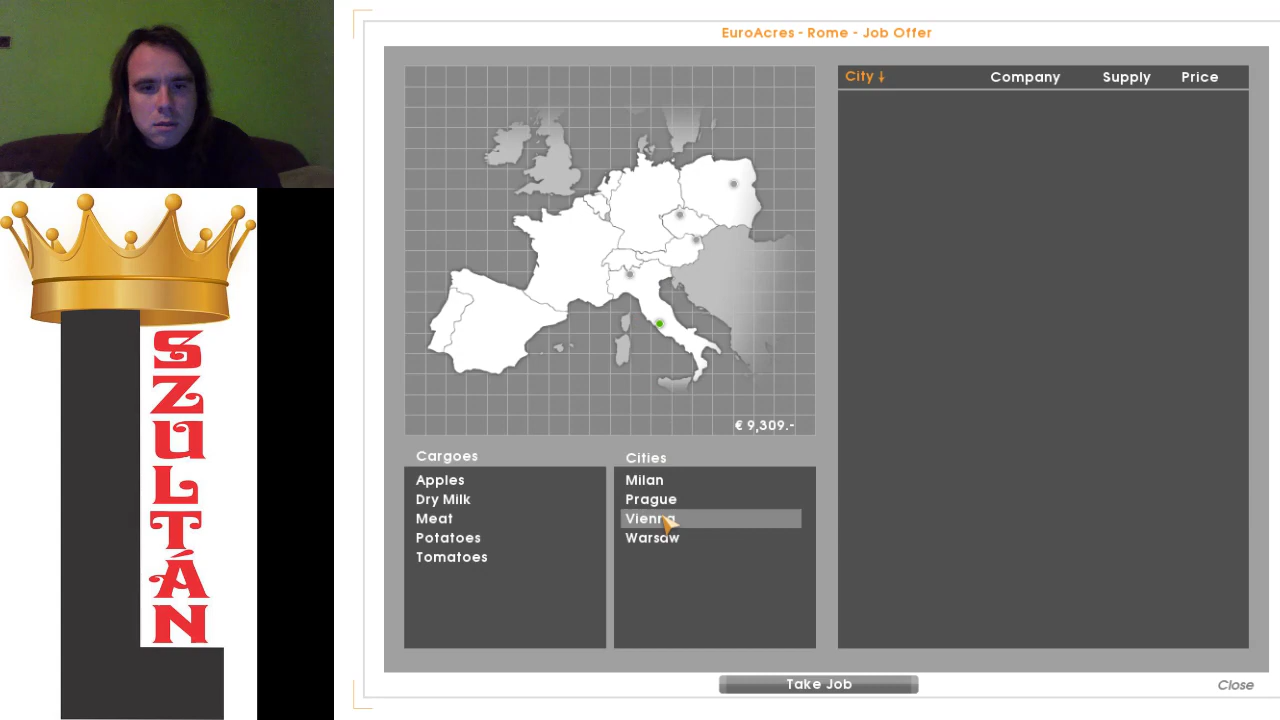 EuroAcres - Rome - Job Offer
City ↓ Company Supply Price
€ 9,309.-
Cargoes
Apples
Dry Milk
Meat
Potatoes
Tomatoes
Cities
Milan
Prague
Vienna
Warsaw
Take Job
Close
SZULTÁN